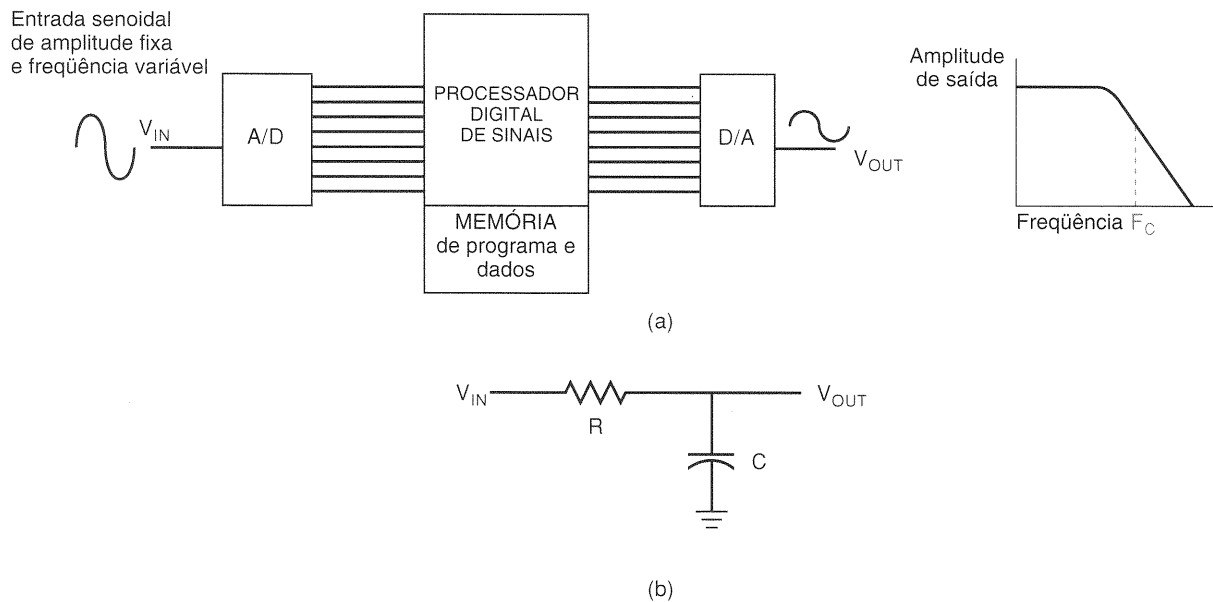 Entrada senoidal
de amplitude fixa
e freqüência variável
V_IN
A/D
PROCESSADOR
DIGITAL
DE SINAIS
MEMÓRIA
de programa e
dados
D/A
V_OUT
Amplitude
de saída
Freqüência F_C
(a)
V_IN
R
V_OUT
C
(b)